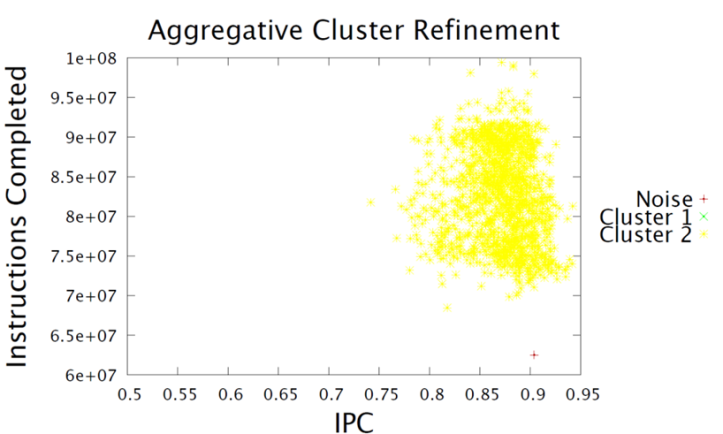 Aggregative Cluster Refinement
Instructions Completed
1e+08
9.5e+07
9e+07
8.5e+07
8e+07
7.5e+07
7e+07
6.5e+07
6e+07
0.5 0.55 0.6 0.65 0.7 0.75 0.8 0.85 0.9 0.95
IPC
Noise
Cluster 1
Cluster 2